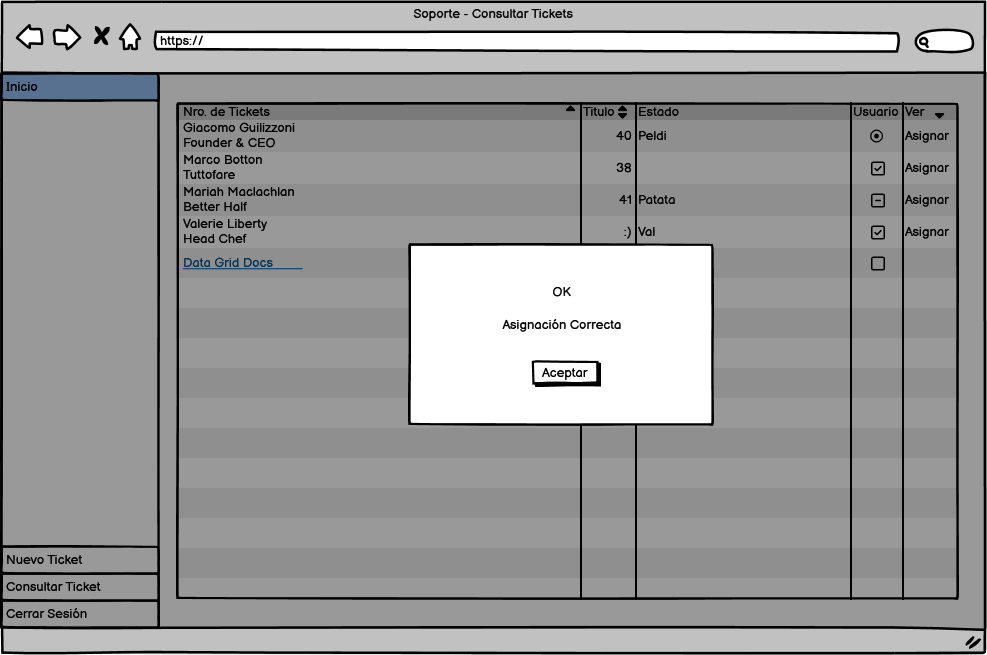 Soporte - Consultar Tickets
https://
Inicio
Nro. de Tickets Titulo Estado Usuario Ver
Giacomo Guilizzoni
Founder & CEO
40 Peldi Asignar
Marco Botton
Tuttofare
38 Asignar
Mariah Maclachlan
Better Half
41 Patata Asignar
Valerie Liberty
Head Chef
:) Val Asignar
Data Grid Docs
OK
Asignación Correcta
Aceptar
Nuevo Ticket
Consultar Ticket
Cerrar Sesión